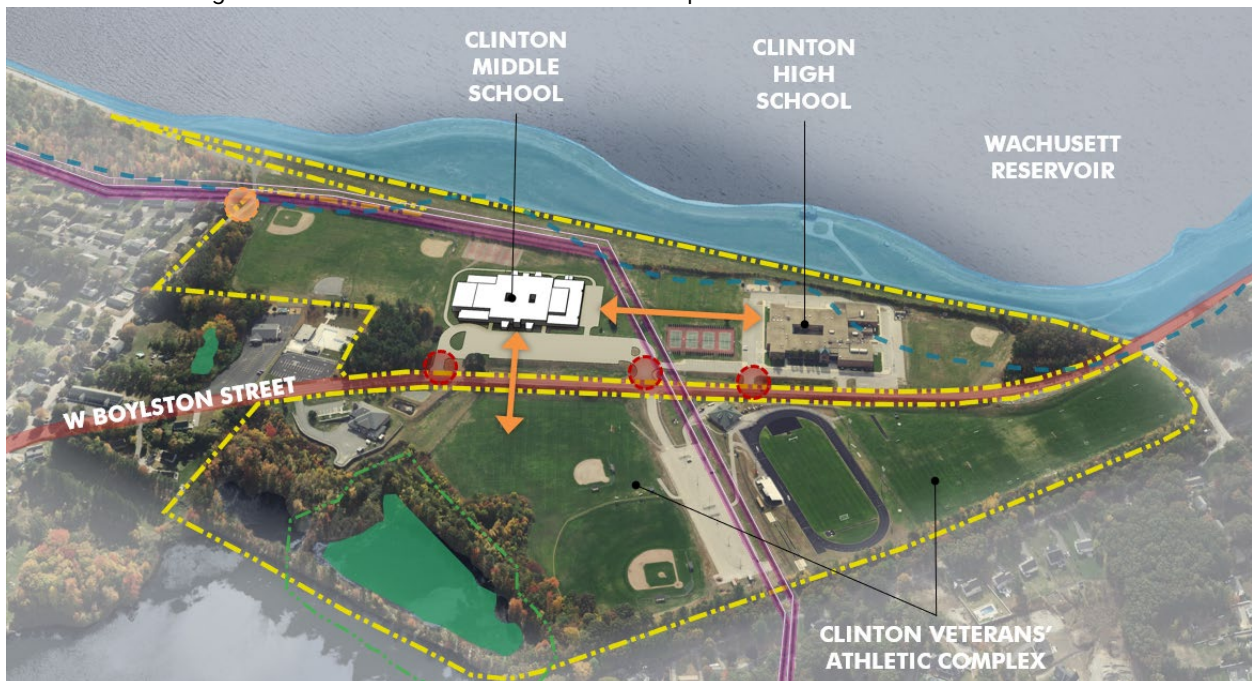 CLINTON
MIDDLE
SCHOOL
CLINTON
HIGH
SCHOOL
WACHUSETT
RESERVOIR
W BOYLSTON STREET
CLINTON VETERANS'
ATHLETIC COMPLEX